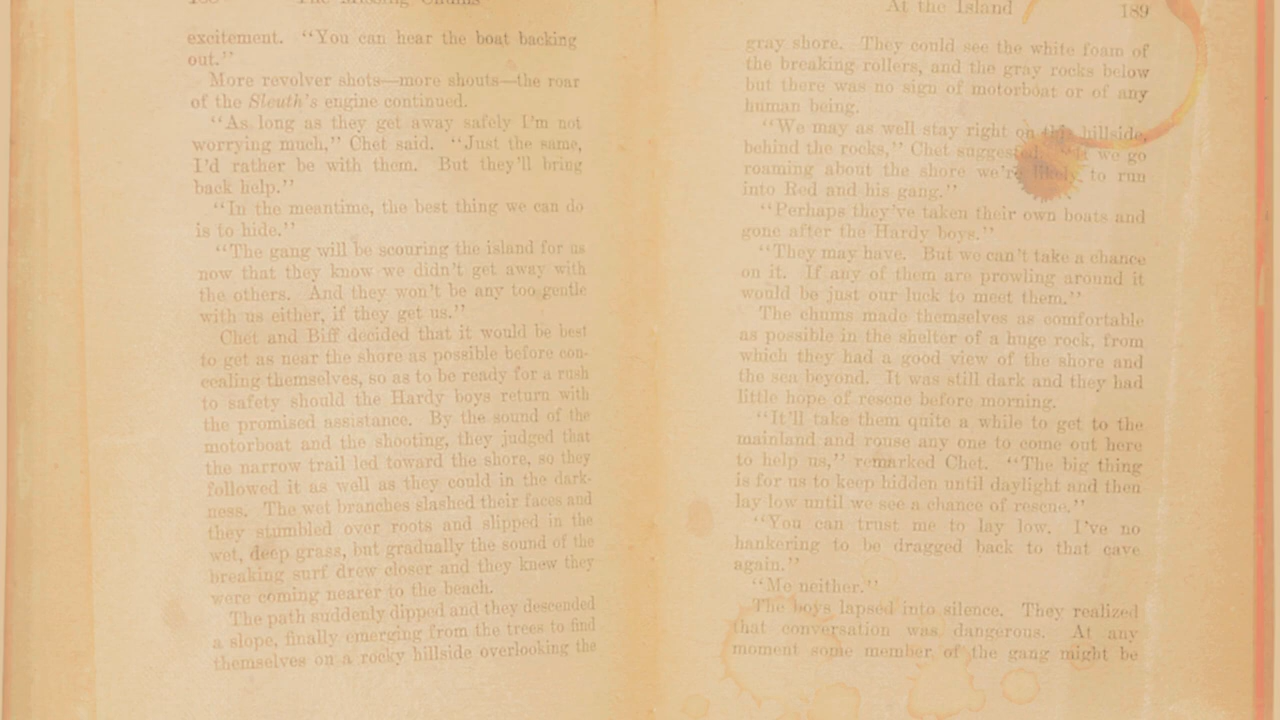 The Missing Chums
excitement. “You can hear the boat backing
out.”
More revolver shots—more shouts—the roar
of the Sleuth’s engine continued.
“As long as they get away safely I’m not
worrying much,” Chet said. “Just the same,
I’d rather be with them. But they’ll bring
back help.”
“In the meantime, the best thing we can do
is to hide.”
“The gang will be scouring the island for us
now that they know we didn’t get away with
the others. And they won’t be any too gentle
with us either, if they get us.”
Chet and Biff decided that it would be best
to get as near the shore as possible before con-
cealing themselves, so as to be ready for a rush
to safety should the Hardy boys return with
the promised assistance. By the sound of the
motorboat and the shooting, they judged that
the narrow trail led toward the shore, so they
followed it as well as they could in the dark-
ness. The wet branches slashed their faces and
they stumbled over roots and slipped in the
wet, deep grass, but gradually the sound of the
breaking surf drew closer and they knew they
were coming nearer to the beach.
The path suddenly dipped and they descended
a slope, finally emerging from the trees to find
themselves on a rocky hillside overlooking the
At the Island 189
gray shore. They could see the white foam of
the breaking rollers, and the gray rocks below
but there was no sign of motorboat or of any
human being.
“We may as well stay right on this hillside,
behind the rocks,” Chet suggested. “If we go
roaming about the shore we’re likely to run
into Red and his gang.”
“Perhaps they’ve taken their own boats and
gone after the Hardy boys.”
“They may have. But we can’t take a chance
on it. If any of them are prowling around it
would be just our luck to meet them.”
The chums made themselves as comfortable
as possible in the shelter of a huge rock, from
which they had a good view of the shore and
the sea beyond. It was still dark and they had
little hope of rescue before morning.
“It’ll take them quite a while to get to the
mainland and rouse any one to come out here
to help us,” remarked Chet. “The big thing
is for us to keep hidden until daylight and then
lay low until we see a chance of rescue.”
“You can trust me to lay low. I’ve no
hankering to be dragged back to that cave
again.”
“Me neither.”
The boys lapsed into silence. They realized
that conversation was dangerous. At any
moment some member of the gang might be